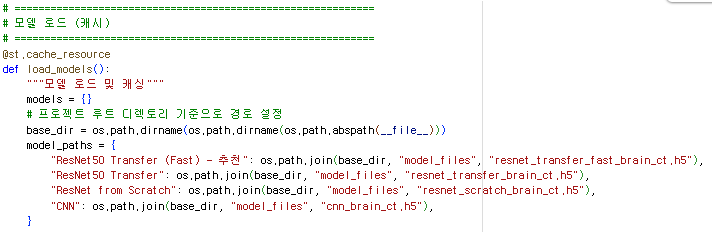 # ============================================================
# 모델 로드 (캐시)
# ============================================================
@st.cache_resource
def load_models():
    """모델 로드 및 캐싱"""
    models = {}
    # 프로젝트 루트 디렉토리 기준으로 경로 설정
    base_dir = os.path.dirname(os.path.dirname(os.path.abspath(__file__)))
    model_paths = {
        "ResNet50 Transfer (Fast) - 추천": os.path.join(base_dir, "model_files", "resnet_transfer_fast_brain_ct.h5"),
        "ResNet50 Transfer": os.path.join(base_dir, "model_files", "resnet_transfer_brain_ct.h5"),
        "ResNet from Scratch": os.path.join(base_dir, "model_files", "resnet_scratch_brain_ct.h5"),
        "CNN": os.path.join(base_dir, "model_files", "cnn_brain_ct.h5"),
    }